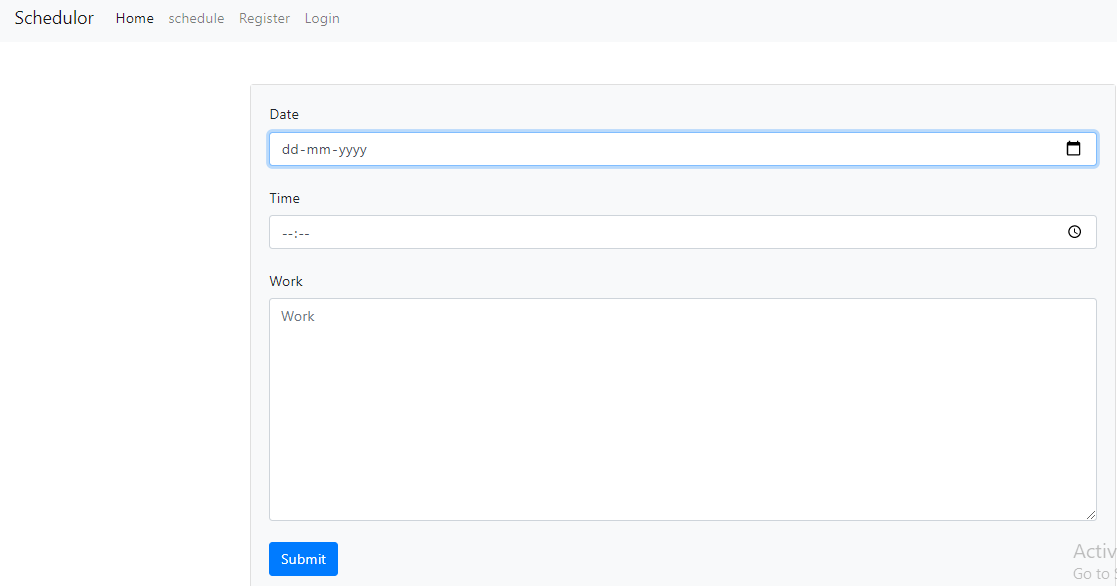 Schedulor Home schedule Register Login
Date
dd-mm-yyyy
Time
--:--
Work
Work
Submit
Activ
Go to